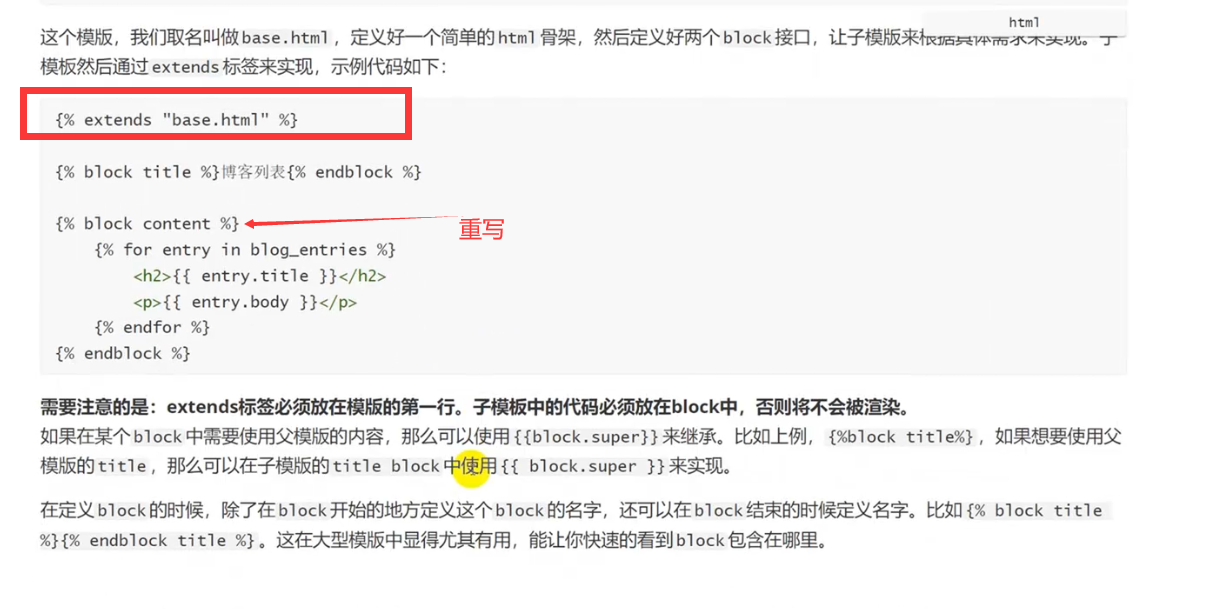 html
这个模版，我们取名叫做base.html，定义好一个简单的html骨架，然后定义好两个block接口，让子模版来根据具体需求来实现。子
模板然后通过extends标签来实现，示例代码如下：
{% extends "base.html" %}
{% block title %}博客列表{% endblock %}
{% block content %}
重写
{% for entry in blog_entries %}
<h2>{{ entry.title }}</h2>
<p>{{ entry.body }}</p>
{% endfor %}
{% endblock %}
需要注意的是：extends标签必须放在模版的第一行。子模板中的代码必须放在block中，否则将不会被渲染。
如果在某个block中需要使用父模版的内容，那么可以使用{{block.super}}来继承。比如上例，{%block title%}，如果想要使用父
模版的title，那么可以在子模版的title block中使用{{ block.super }}来实现。
在定义block的时候，除了在block开始的地方定义这个block的名字，还可以在block结束的时候定义名字。比如{% block title
%}{% endblock title %}。这在大型模版中显得尤其有用，能让你快速的看到block包含在哪里。